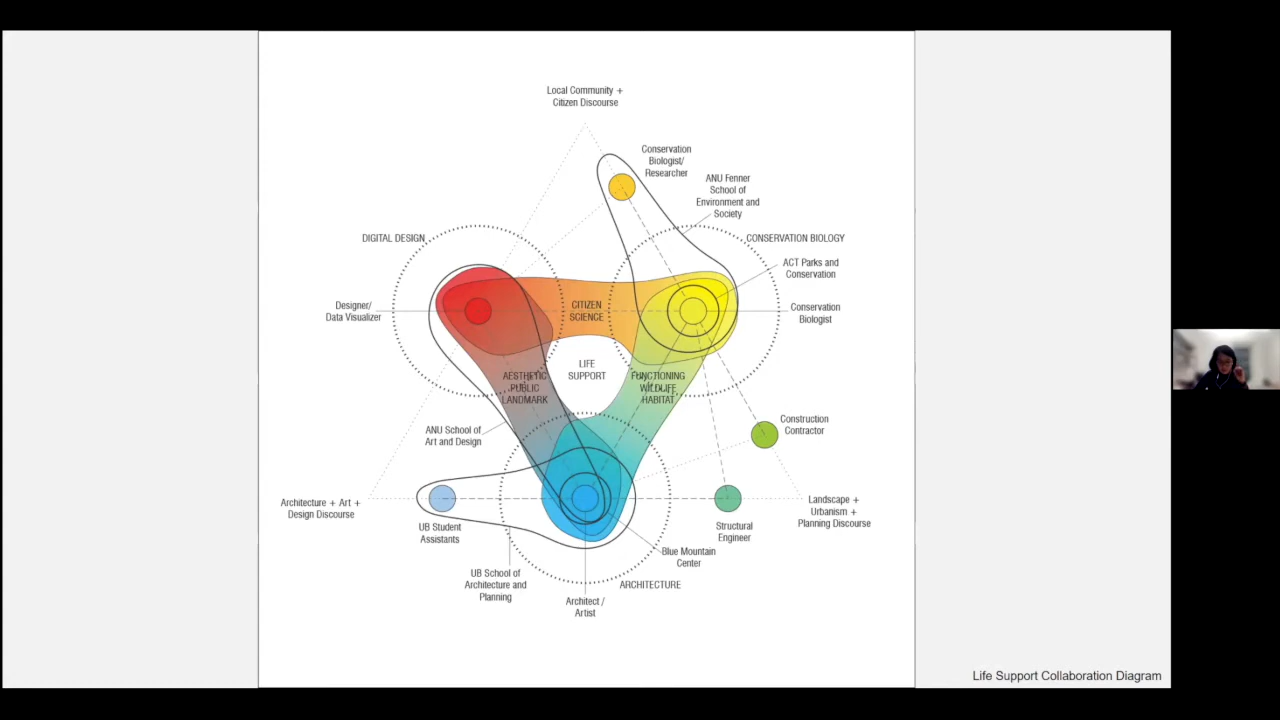 Local Community +
Citizen Discourse
Conservation
Biologist/
Researcher
ANU Fenner
School of
Environment and
Society
DIGITAL DESIGN
CONSERVATION BIOLOGY
ACT Parks and
Conservation
Designer/
Data Visualizer
CITIZEN
SCIENCE
Conservation
Biologist
LIFE
SUPPORT
AESTHETIC
PUBLIC
LANDMARK
FUNCTIONING
WILDLIFE
HABITAT
ANU School of
Art and Design
Construction
Contractor
Architecture + Art +
Design Discourse
Landscape +
Urbanism +
Planning Discourse
UB Student
Assistants
Structural
Engineer
Blue Mountain
Center
UB School of
Architecture and
Planning
ARCHITECTURE
Architect /
Artist
Life Support Collaboration Diagram